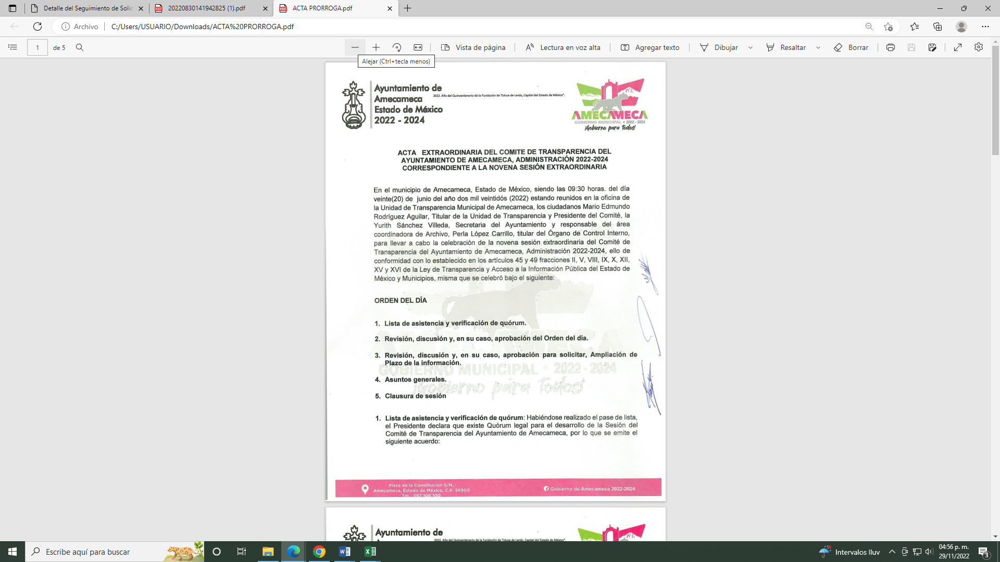 Detalle del Seguimiento de Solic
20220830141942825 (1).pdf
ACTA PRORROGA.pdf
Archivo
C:/Users/USUARIO/Downloads/ACTA%20PRORROGA.pdf
1
de 5
Vista de página
Lectura en voz alta
Agregar texto
Dibujar
Resaltar
Borrar
Alejar (Ctrl+tecla menos)
Ayuntamiento de
Amecameca
Estado de México
2022 - 2024
2022. Año del Quincentenario de la Fundación de Toluca de Lerdo, Capital del Estado de México".
AMECAMECA
GOBIERNO MUNICIPAL • 2022 - 2024
¡Gobierno para Todos!
ACTA EXTRAORDINARIA DEL COMITE DE TRANSPARENCIA DEL
AYUNTAMIENTO DE AMECAMECA, ADMINISTRACIÓN 2022-2024
CORRESPONDIENTE A LA NOVENA SESIÓN EXTRAORDINARIA
En el municipio de Amecameca, Estado de México, siendo las 09:30 horas. del día
veinte(20) de junio del año dos mil veintidós (2022) estando reunidos en la oficina de
la Unidad de Transparencia Municipal de Amecameca, los ciudadanos Mario Edmundo
Rodríguez Aguilar, Titular de la Unidad de Transparencia y Presidente del Comité, la
Yurith Sánchez Villeda, Secretaria del Ayuntamiento y responsable del área
coordinadora de Archivo, Perla López Carrillo, titular del Órgano de Control Interno,
para llevar a cabo la celebración de la novena sesión extraordinaria del Comité de
Transparencia del Ayuntamiento de Amecameca, Administración 2022-2024, ello de
conformidad con lo establecido en los artículos 45 y 49 fracciones II, V, VIII, IX, X, XII,
XV y XVI de la Ley de Transparencia y Acceso a la Información Pública del Estado de
México y Municipios, misma que se celebró bajo el siguiente:
ORDEN DEL DÍA
1. Lista de asistencia y verificación de quórum.
2. Revisión, discusión y, en su caso, aprobación del Orden del día.
3. Revisión, discusión y, en su caso, aprobación para solicitar, Ampliación de
Plazo de la información.
4. Asuntos generales.
5. Clausura de sesión
AMECAMECA
GOBIERNO MUNICIPAL • 2022 - 2024
¡Gobierno para Todos!
1. Lista de asistencia y verificación de quórum: Habiéndose realizado el pase de lista,
el Presidente declara que existe Quórum legal para el desarrollo de la Sesión del
Comité de Transparencia del Ayuntamiento de Amecameca, por lo que se emite el
siguiente acuerdo:
Plaza de la Constitucion S/N,
Amecameca, Estado de México. C.P. 56900
Tel. 597 106 100
Gobierno de Amecameca 2022-2024
Ayuntamiento de
2022. Año del Quincentenario de la Fundación de Toluca de Lerdo, Capital del Estado de México".
Escribe aquí para buscar
Intervalos lluv
04:56 p. m.
29/11/2022
3